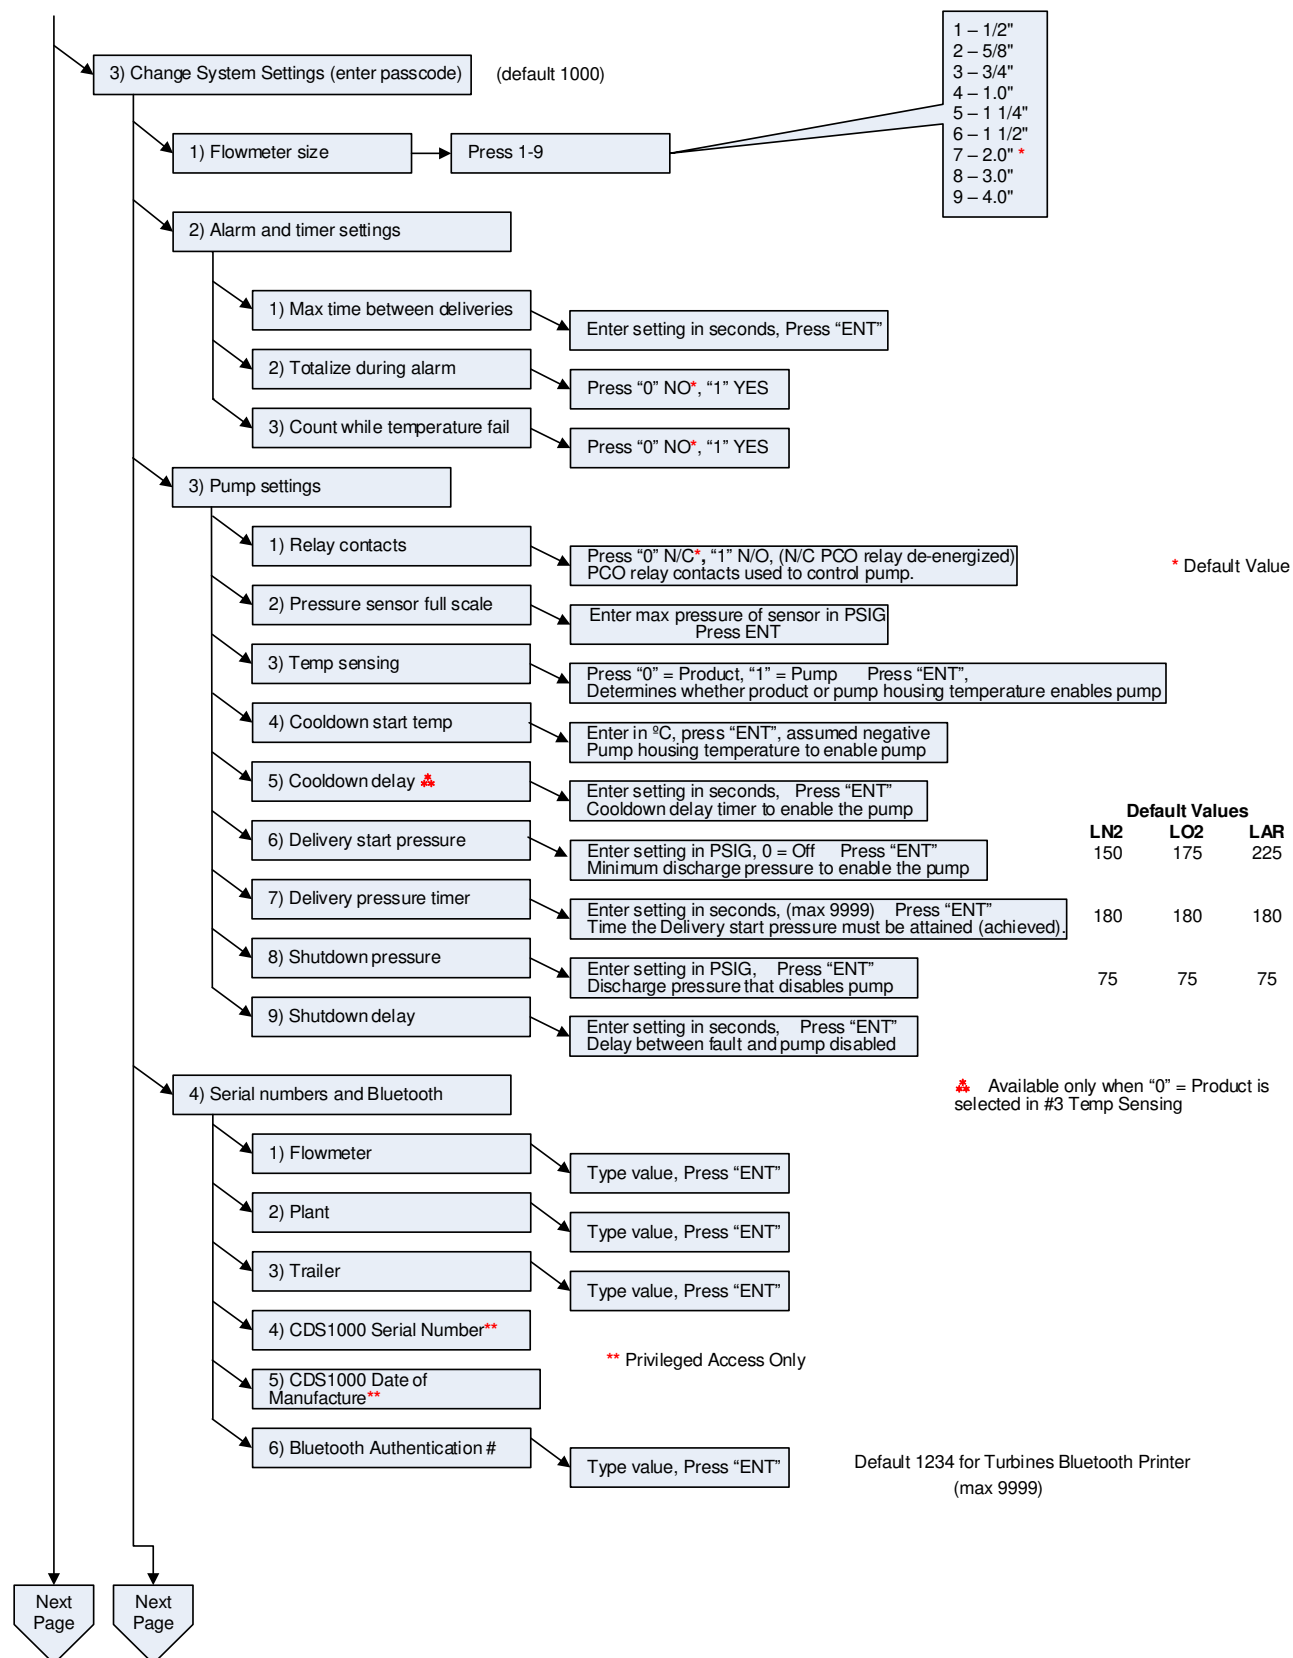 1 – 1/2"
2 – 5/8"
3 – 3/4"
4 – 1.0"
5 – 1 1/4"
6 – 1 1/2"
7 – 2.0" *
8 – 3.0"
9 – 4.0"
3) Change System Settings (enter passcode)
(default 1000)
1) Flowmeter size
Press 1-9
2) Alarm and timer settings
1) Max time between deliveries
Enter setting in seconds, Press “ENT”
2) Totalize during alarm
Press “0” NO*, “1” YES
3) Count while temperature fail
Press “0” NO*, “1” YES
3) Pump settings
1) Relay contacts
Press “0” N/C*, “1” N/O, (N/C PCO relay de-energized)
PCO relay contacts used to control pump.
* Default Value
2) Pressure sensor full scale
Enter max pressure of sensor in PSIG
Press ENT
3) Temp sensing
Press “0” = Product, “1” = Pump Press “ENT”,
Determines whether product or pump housing temperature enables pump
4) Cooldown start temp
Enter in ºC, press “ENT”, assumed negative
Pump housing temperature to enable pump
5) Cooldown delay ⁂
Enter setting in seconds, Press “ENT”
Cooldown delay timer to enable the pump
Default Values
LN2 LO2 LAR
6) Delivery start pressure
Enter setting in PSIG, 0 = Off Press “ENT”
Minimum discharge pressure to enable the pump
150 175 225
7) Delivery pressure timer
Enter setting in seconds, (max 9999) Press “ENT”
Time the Delivery start pressure must be attained (achieved).
180 180 180
8) Shutdown pressure
Enter setting in PSIG, Press “ENT”
Discharge pressure that disables pump
75 75 75
9) Shutdown delay
Enter setting in seconds, Press “ENT”
Delay between fault and pump disabled
4) Serial numbers and Bluetooth
⁂ Available only when “0” = Product is
selected in #3 Temp Sensing
1) Flowmeter
Type value, Press “ENT”
2) Plant
Type value, Press “ENT”
3) Trailer
Type value, Press “ENT”
4) CDS1000 Serial Number**
** Privileged Access Only
5) CDS1000 Date of
Manufacture**
6) Bluetooth Authentication #
Type value, Press “ENT”
Default 1234 for Turbines Bluetooth Printer
(max 9999)
Next
Page
Next
Page